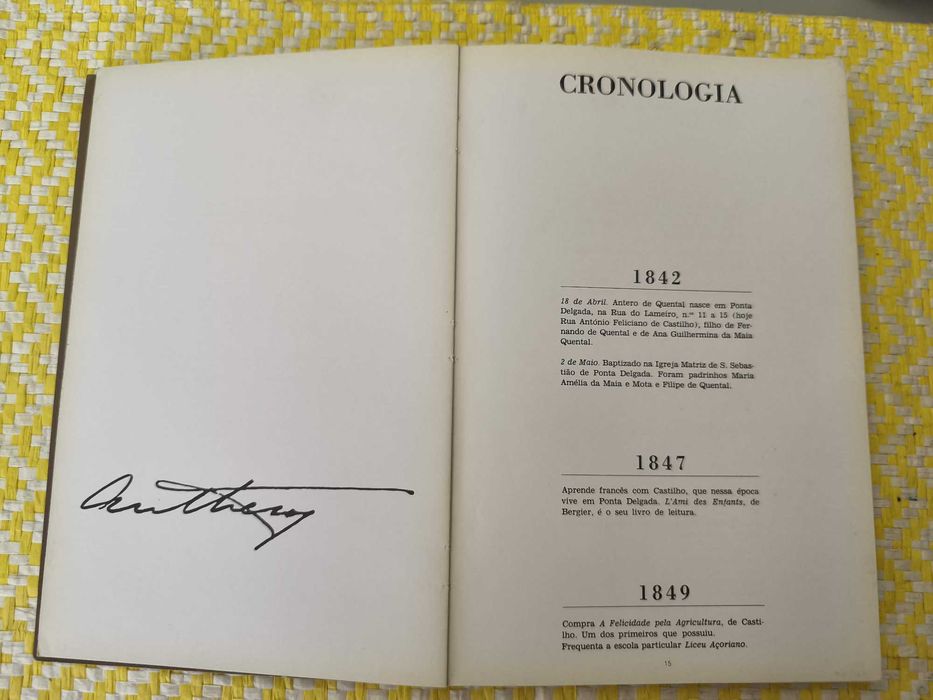 Anthero
CRONOLOGIA
1842
18 de Abril. Antero de Quental nasce em Ponta
Delgada, na Rua do Lameiro, n.os 11 a 15 (hoje
Rua António Feliciano de Castilho), filho de Fer-
nando de Quental e de Ana Guilhermina da Maia
Quental.
2 de Maio. Baptizado na Igreja Matriz de S. Sebas-
tião de Ponta Delgada. Foram padrinhos Maria
Amélia da Maia e Mota e Filipe de Quental.
1847
Aprende francês com Castilho, que nessa época
vive em Ponta Delgada. L'Ami des Enfants, de
Bergier, é o seu livro de leitura.
1849
Compra A Felicidade pela Agricultura, de Casti-
lho. Um dos primeiros que possuiu.
Frequenta a escola particular Liceu Açoriano.
15